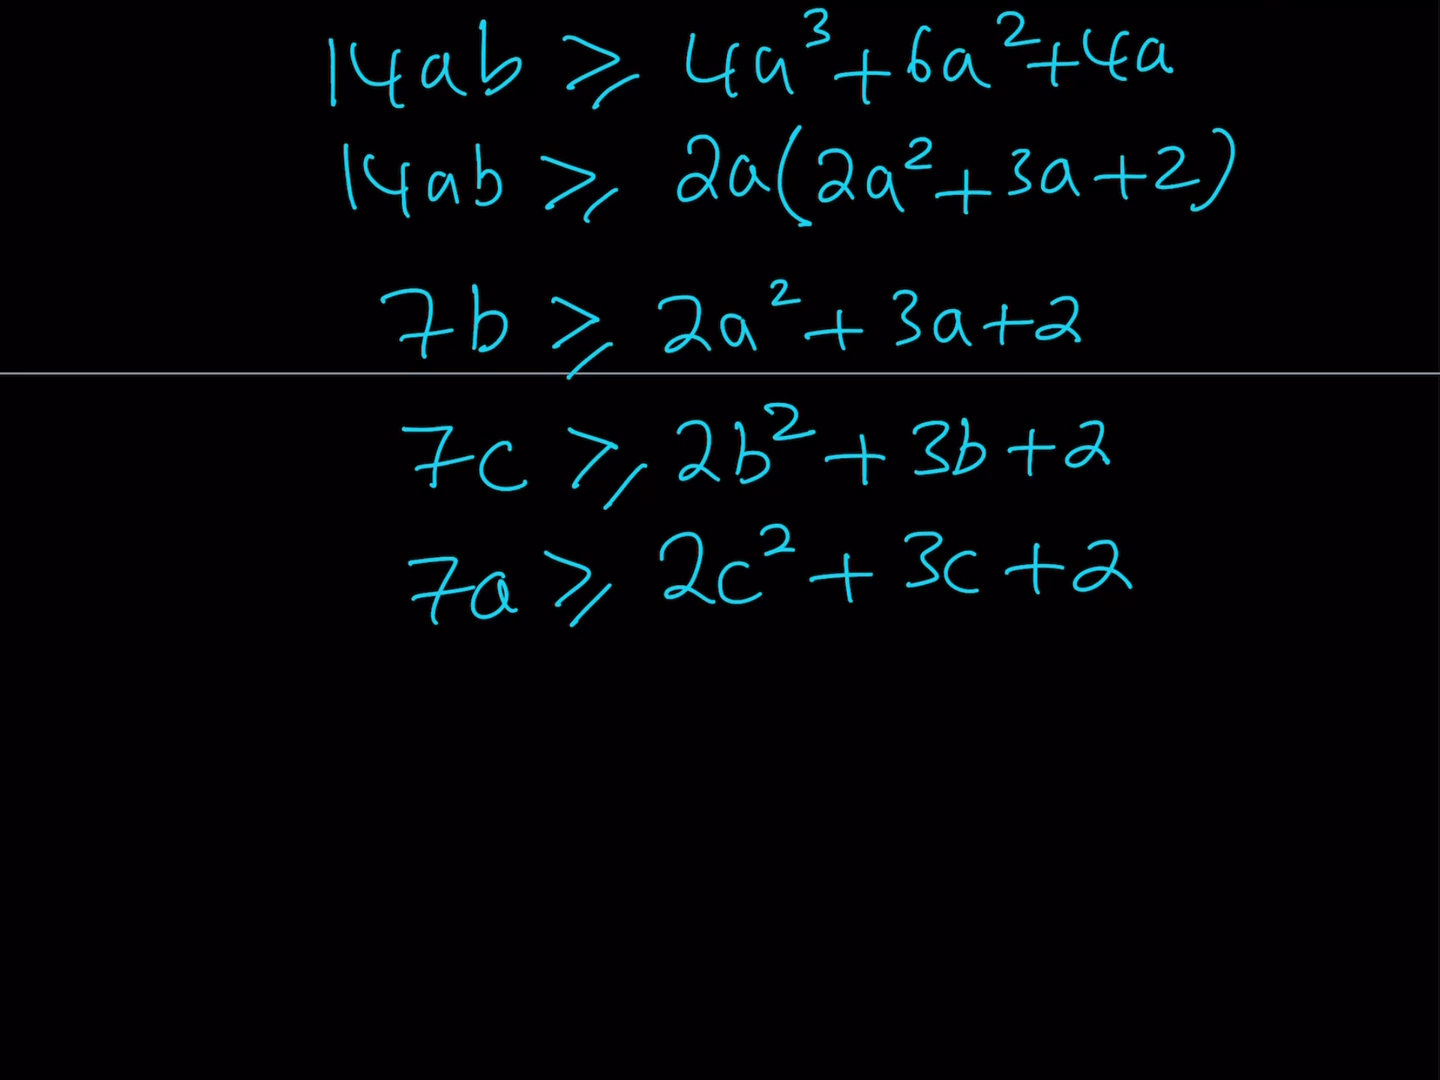 14ab ⩾ 4a³+6a²+4a
14ab ⩾ 2a(2a²+3a+2)
7b ⩾ 2a²+3a+2
7c ⩾ 2b²+3b+2
7a ⩾ 2c²+3c+2